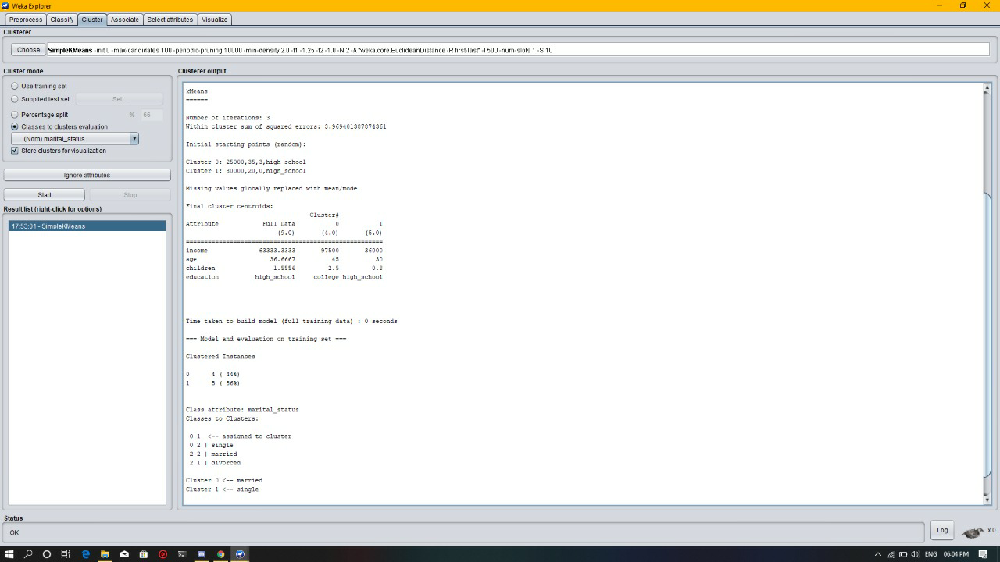 Weka Explorer
Preprocess Classify Cluster Associate Select attributes Visualize
Clusterer
Choose SimpleKMeans -init 0 -max-candidates 100 -periodic-pruning 10000 -min-density 2.0 -t1 -1.25 -t2 -1.0 -N 2 -A "weka.core.EuclideanDistance -R first-last" -I 500 -num-slots 1 -S 10
Cluster mode
Use training set
Supplied test set Set...
Percentage split % 66
Classes to clusters evaluation
(Nom) marital_status
Store clusters for visualization
Ignore attributes
Start Stop
Result list (right-click for options)
17:53:01 - SimpleKMeans
Clusterer output
kMeans
======
Number of iterations: 3
Within cluster sum of squared errors: 3.969401387874361
Initial starting points (random):
Cluster 0: 25000,35,3,high_school
Cluster 1: 30000,20,0,high_school
Missing values globally replaced with mean/mode
Final cluster centroids:
Cluster#
Attribute Full Data 0 1
(9.0) (4.0) (5.0)
========================================================
income 63333.3333 97500 36000
age 36.6667 45 30
children 1.5556 2.5 0.8
education high_school college high_school
Time taken to build model (full training data) : 0 seconds
=== Model and evaluation on training set ===
Clustered Instances
0 4 ( 44%)
1 5 ( 56%)
Class attribute: marital_status
Classes to Clusters:
0 1 <-- assigned to cluster
0 2 | single
2 2 | married
2 1 | divorced
Cluster 0 <-- married
Cluster 1 <-- single
Status
OK
Log x 0
ENG 06:04 PM